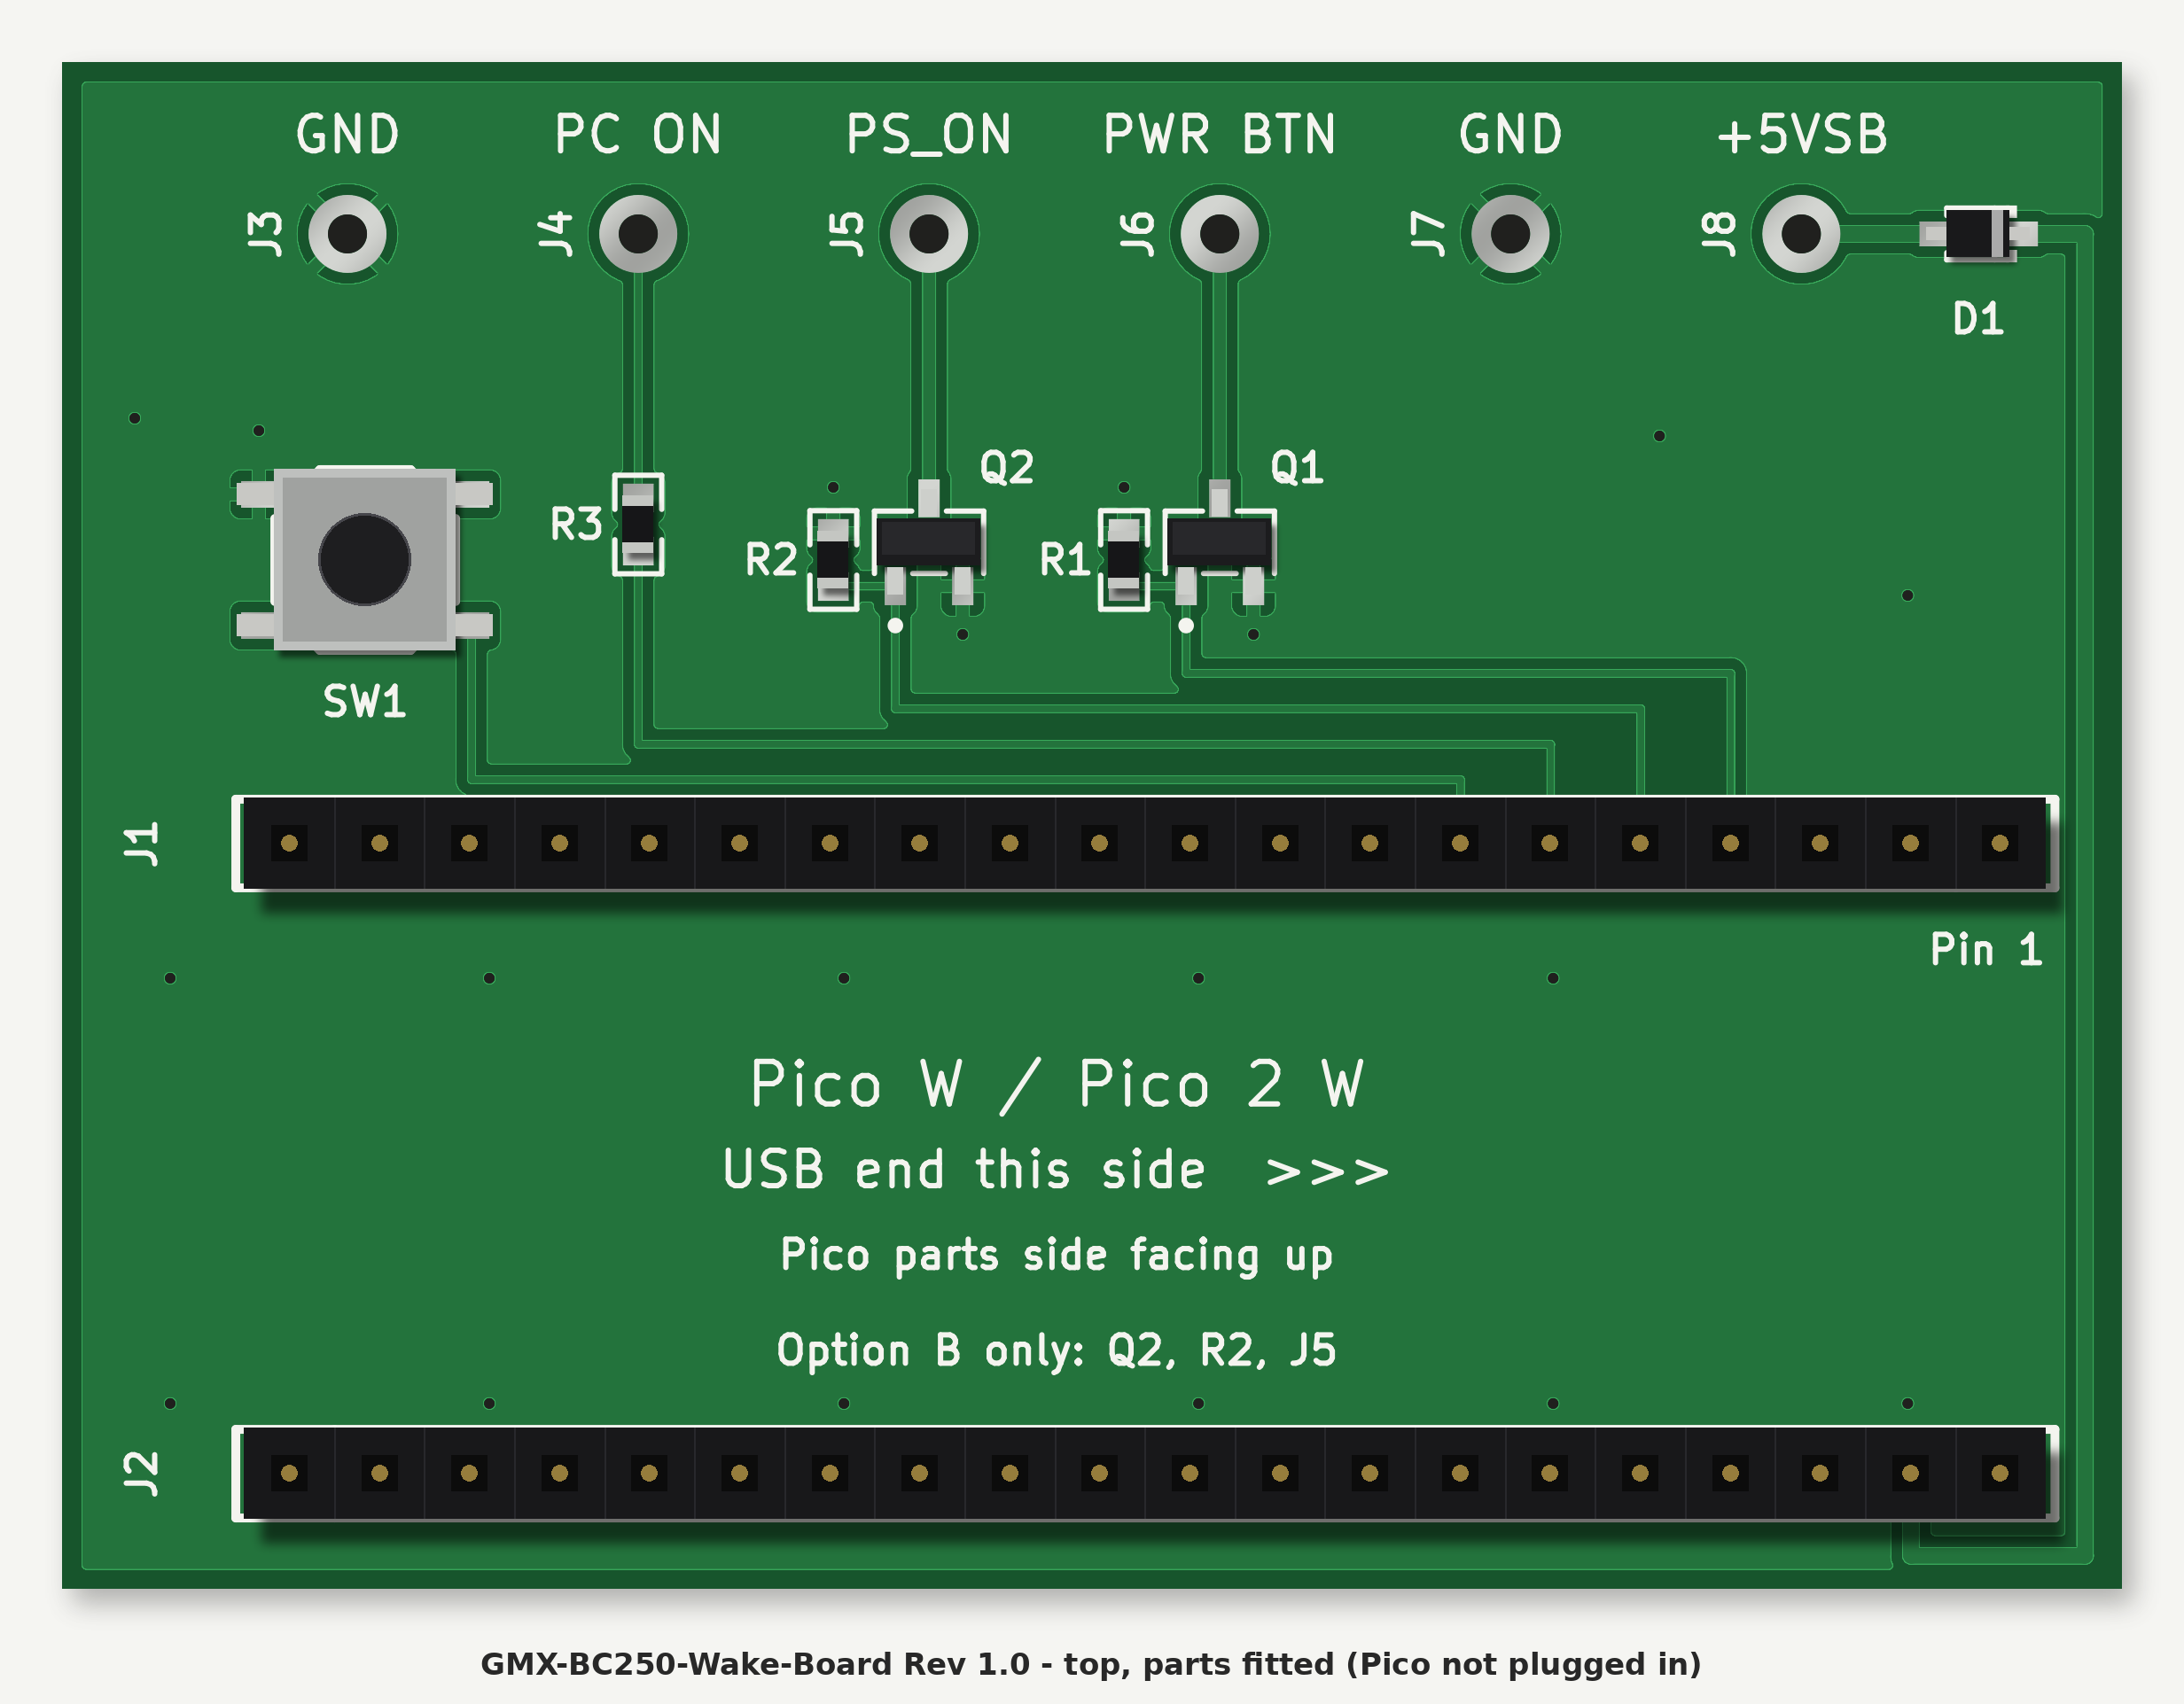 GND PC ON PS_ON PWR BTN GND +5VSB
J3 J4 J5 J6 J7 J8
D1
Q2 Q1
R3 R2 R1
SW1
J1
Pin 1
Pico W / Pico 2 W
USB end this side >>>
Pico parts side facing up
Option B only: Q2, R2, J5
J2
GMX-BC250-Wake-Board Rev 1.0 - top, parts fitted (Pico not plugged in)